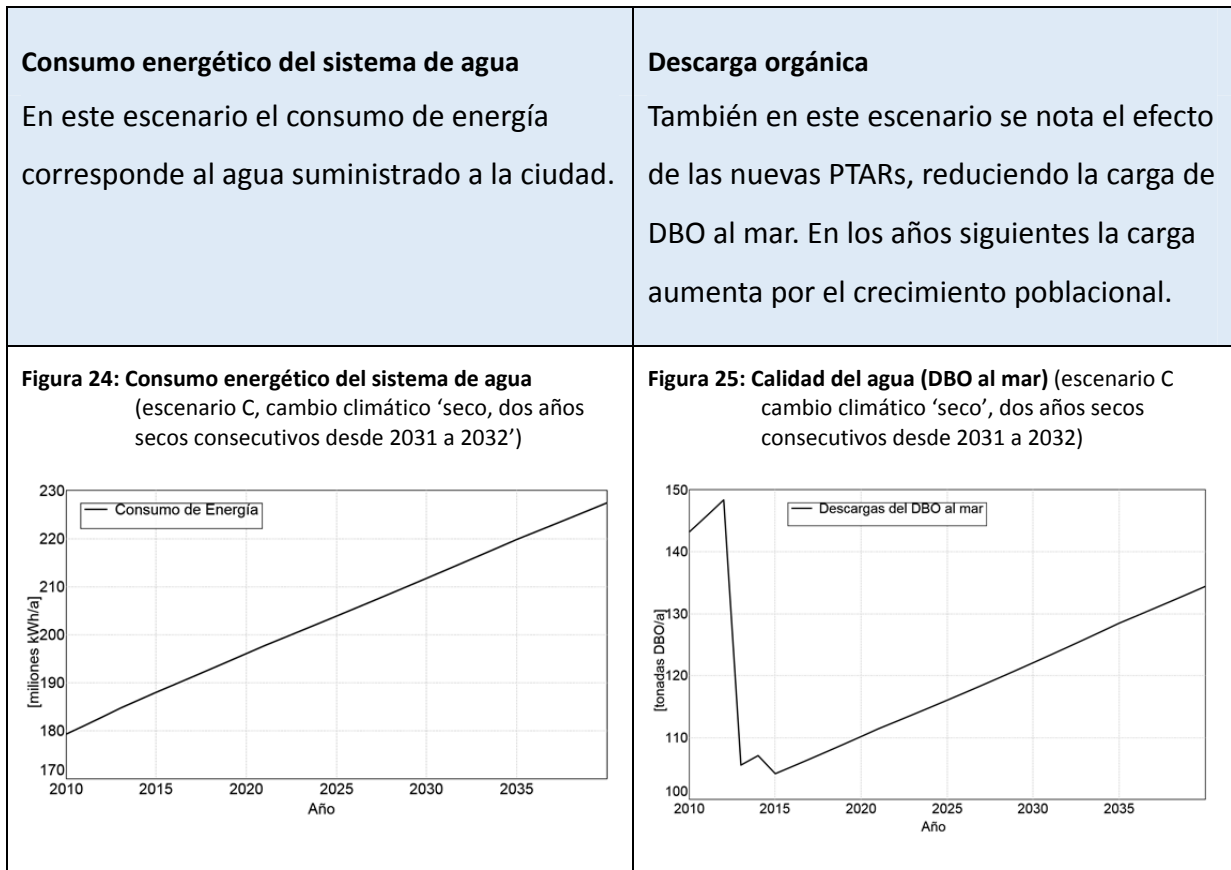 Consumo energético del sistema de agua
En este escenario el consumo de energía
corresponde al agua suministrado a la ciudad.
Descarga orgánica
También en este escenario se nota el efecto
de las nuevas PTARs, reduciendo la carga de
DBO al mar. En los años siguientes la carga
aumenta por el crecimiento poblacional.
Figura 24: Consumo energético del sistema de agua
(escenario C, cambio climático ‘seco, dos años
secos consecutivos desde 2031 a 2032’)
230
220
210
200
190
180
170
[miliones kWh/a]
Consumo de Energía
2010 2015 2020 2025 2030 2035
Año
Figura 25: Calidad del agua (DBO al mar) (escenario C
cambio climático ‘seco’, dos años secos
consecutivos desde 2031 a 2032)
150
140
130
120
110
100
[tonadas DBO/a]
Descargas del DBO al mar
2010 2015 2020 2025 2030 2035
Año